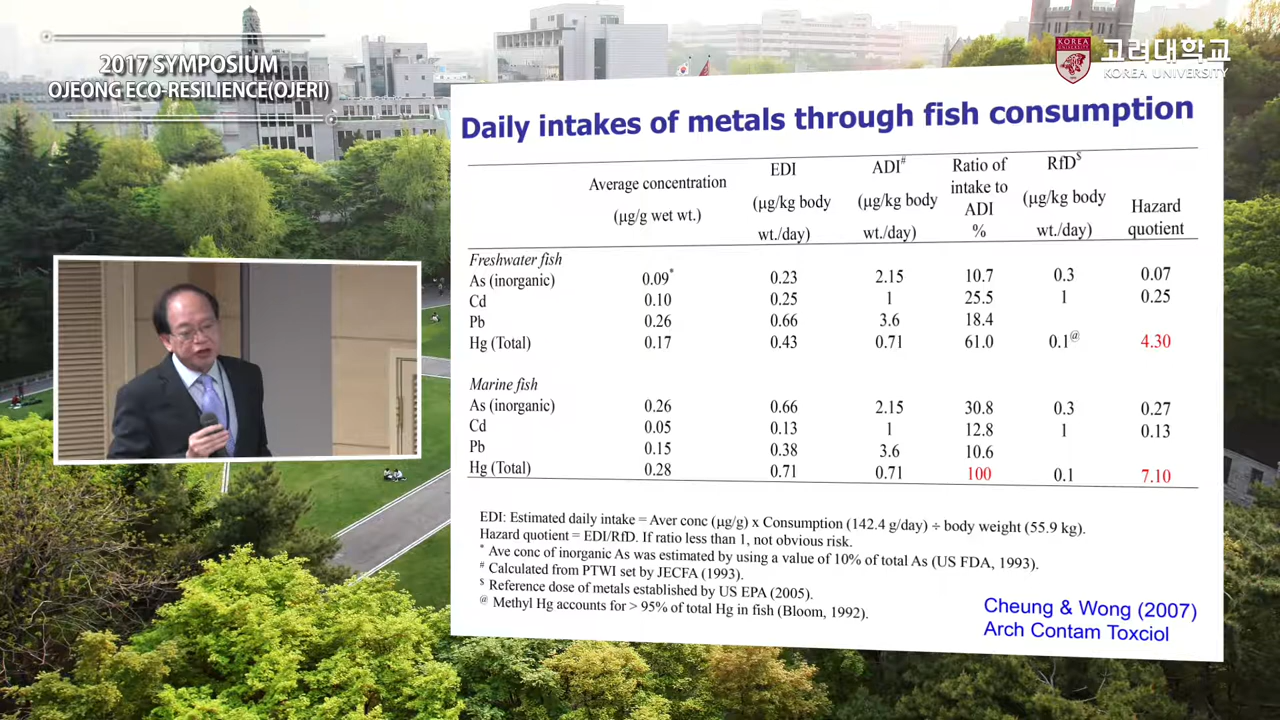 2017 SYMPOSIUM
OJEONG ECO-RESILIENCE(OJERI)
KOREA
UNIVERSITY
고려대학교
KOREA UNIVERSITY
Daily intakes of metals through fish consumption
Average concentration (µg/g wet wt.) EDI (µg/kg body wt./day) ADI# (µg/kg body wt./day) Ratio of intake to ADI % RfD$ (µg/kg body wt./day) Hazard quotient
Freshwater fish
As (inorganic) 0.09* 0.23 2.15 10.7 0.3 0.07
Cd 0.10 0.25 1 25.5 1 0.25
Pb 0.26 0.66 3.6 18.4
Hg (Total) 0.17 0.43 0.71 61.0 0.1@ 4.30
Marine fish
As (inorganic) 0.26 0.66 2.15 30.8 0.3 0.27
Cd 0.05 0.13 1 12.8 1 0.13
Pb 0.15 0.38 3.6 10.6
Hg (Total) 0.28 0.71 0.71 100 0.1 7.10
EDI: Estimated daily intake = Aver conc (µg/g) x Consumption (142.4 g/day) ÷ body weight (55.9 kg).
Hazard quotient = EDI/RfD. If ratio less than 1, not obvious risk.
* Ave conc of inorganic As was estimated by using a value of 10% of total As (US FDA, 1993).
# Calculated from PTWI set by JECFA (1993).
$ Reference dose of metals established by US EPA (2005).
@ Methyl Hg accounts for > 95% of total Hg in fish (Bloom, 1992).
Cheung & Wong (2007)
Arch Contam Toxciol